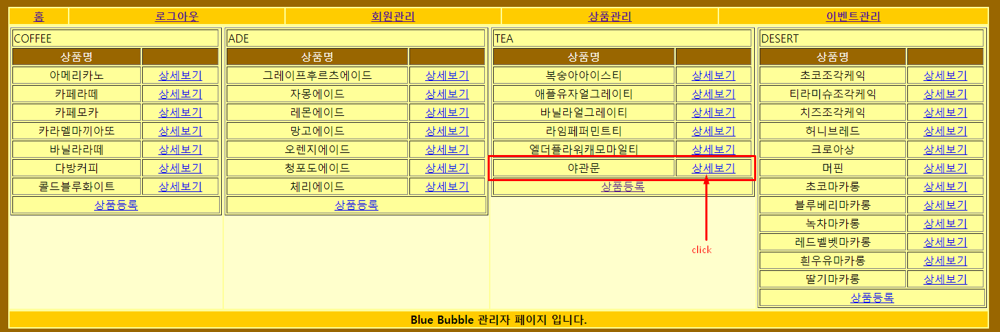 홈 로그아웃 회원관리 상품관리 이벤트관리
COFFEE
상품명
아메리카노 상세보기
카페라떼 상세보기
카페모카 상세보기
카라멜마끼아또 상세보기
바닐라라떼 상세보기
다방커피 상세보기
콜드블루화이트 상세보기
상품등록
ADE
상품명
그레이프후르츠에이드 상세보기
자몽에이드 상세보기
레몬에이드 상세보기
망고에이드 상세보기
오렌지에이드 상세보기
청포도에이드 상세보기
체리에이드 상세보기
상품등록
TEA
상품명
복숭아아이스티 상세보기
애플유자얼그레이티 상세보기
바닐라얼그레이티 상세보기
라임페퍼민트티 상세보기
엘더플라워캐모마일티 상세보기
야관문 상세보기
상품등록
click
DESERT
상품명
초코조각케익 상세보기
티라미슈조각케익 상세보기
치즈조각케익 상세보기
허니브레드 상세보기
크로아상 상세보기
머핀 상세보기
초코마카롱 상세보기
블루베리마카롱 상세보기
녹차마카롱 상세보기
레드벨벳마카롱 상세보기
흰우유마카롱 상세보기
딸기마카롱 상세보기
상품등록
Blue Bubble 관리자 페이지 입니다.